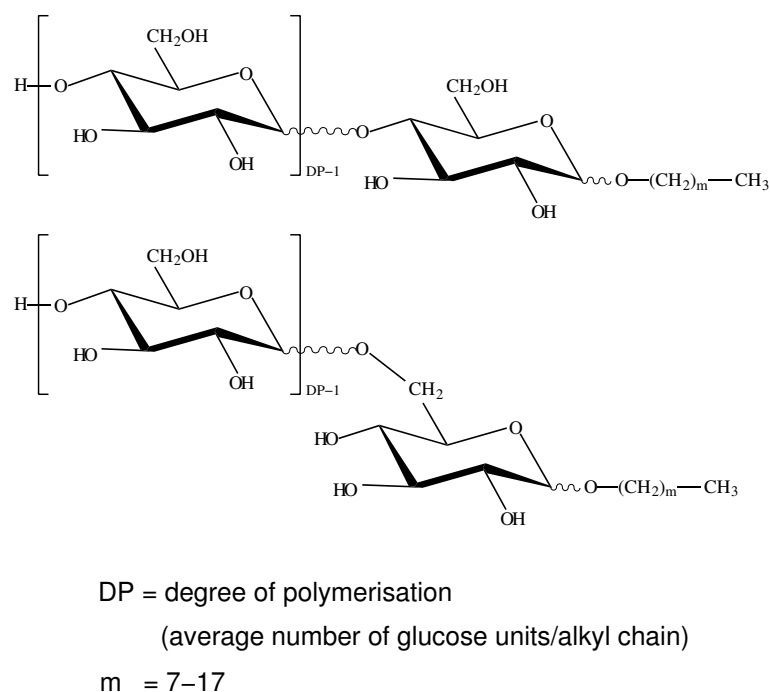 CH₂OH
H O O
CH₂OH
HO O O
OH DP−1
HO O (CH₂)ₘ CH₃
OH
CH₂OH
H O O
HO O
OH DP−1 CH₂
HO O
HO O (CH₂)ₘ CH₃
OH
DP = degree of polymerisation
(average number of glucose units/alkyl chain)
m = 7−17